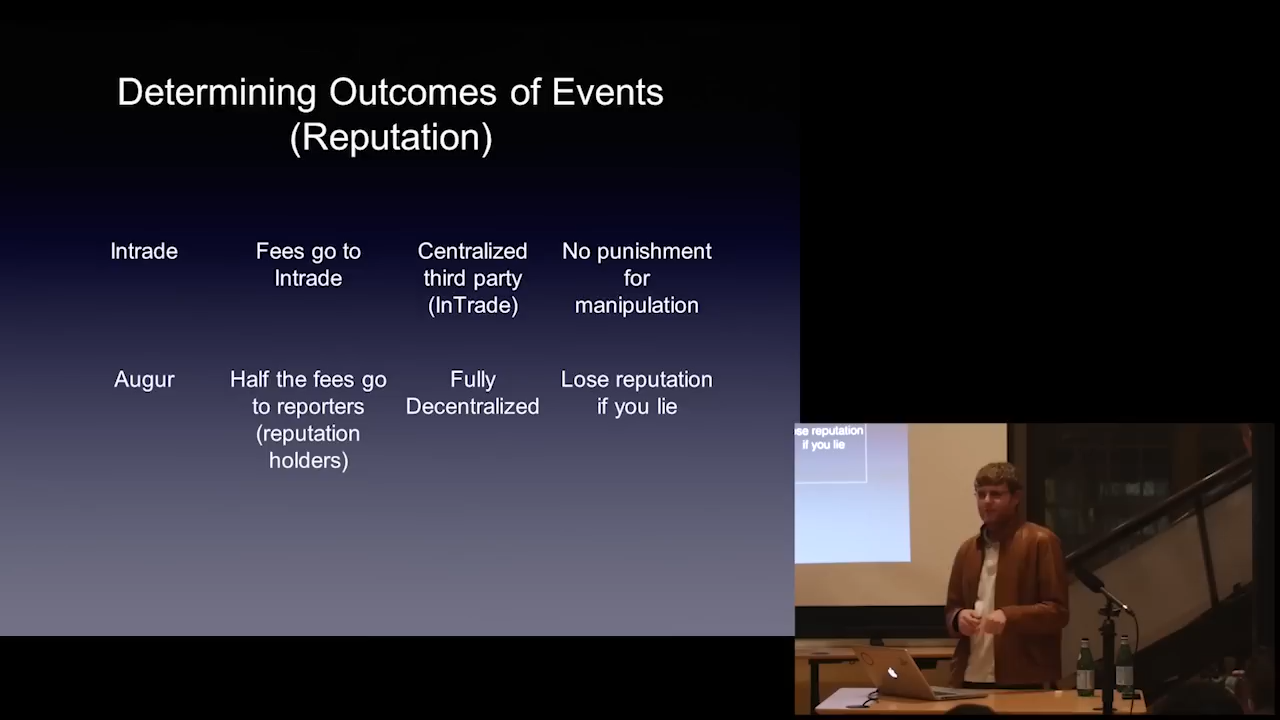 Determining Outcomes of Events
(Reputation)
Intrade
Fees go to
Intrade
Centralized
third party
(InTrade)
No punishment
for
manipulation
Augur
Half the fees go
to reporters
(reputation
holders)
Fully
Decentralized
Lose reputation
if you lie
reputation
if you lie